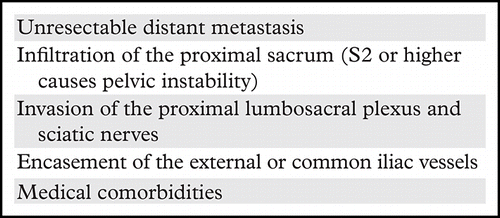 Unresectable distant metastasis
Infiltration of the proximal sacrum (S2 or higher
causes pelvic instability)
Invasion of the proximal lumbosacral plexus and
sciatic nerves
Encasement of the external or common iliac vessels
Medical comorbidities